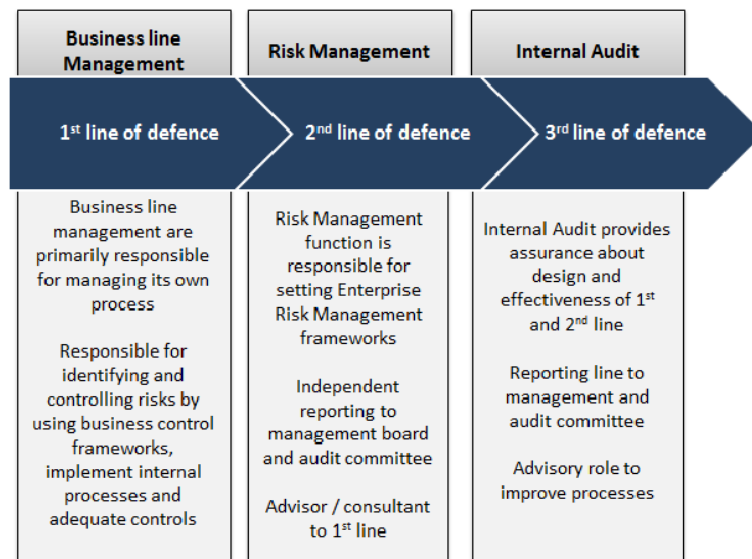 Business line
Management
1st line of defence
Business line
management are
primarily responsible
for managing its own
process
Responsible for
identifying and
controlling risks by
using business control
frameworks,
implement internal
processes and
adequate controls
Risk Management
2nd line of defence
Risk Management
function is
responsible for
setting Enterprise
Risk Management
frameworks
Independent
reporting to
management board
and audit committee
Advisor / consultant
to 1st line
Internal Audit
3rd line of defence
Internal Audit provides
assurance about
design and
effectiveness of 1st
and 2nd line
Reporting line to
management and
audit committee
Advisory role to
improve processes